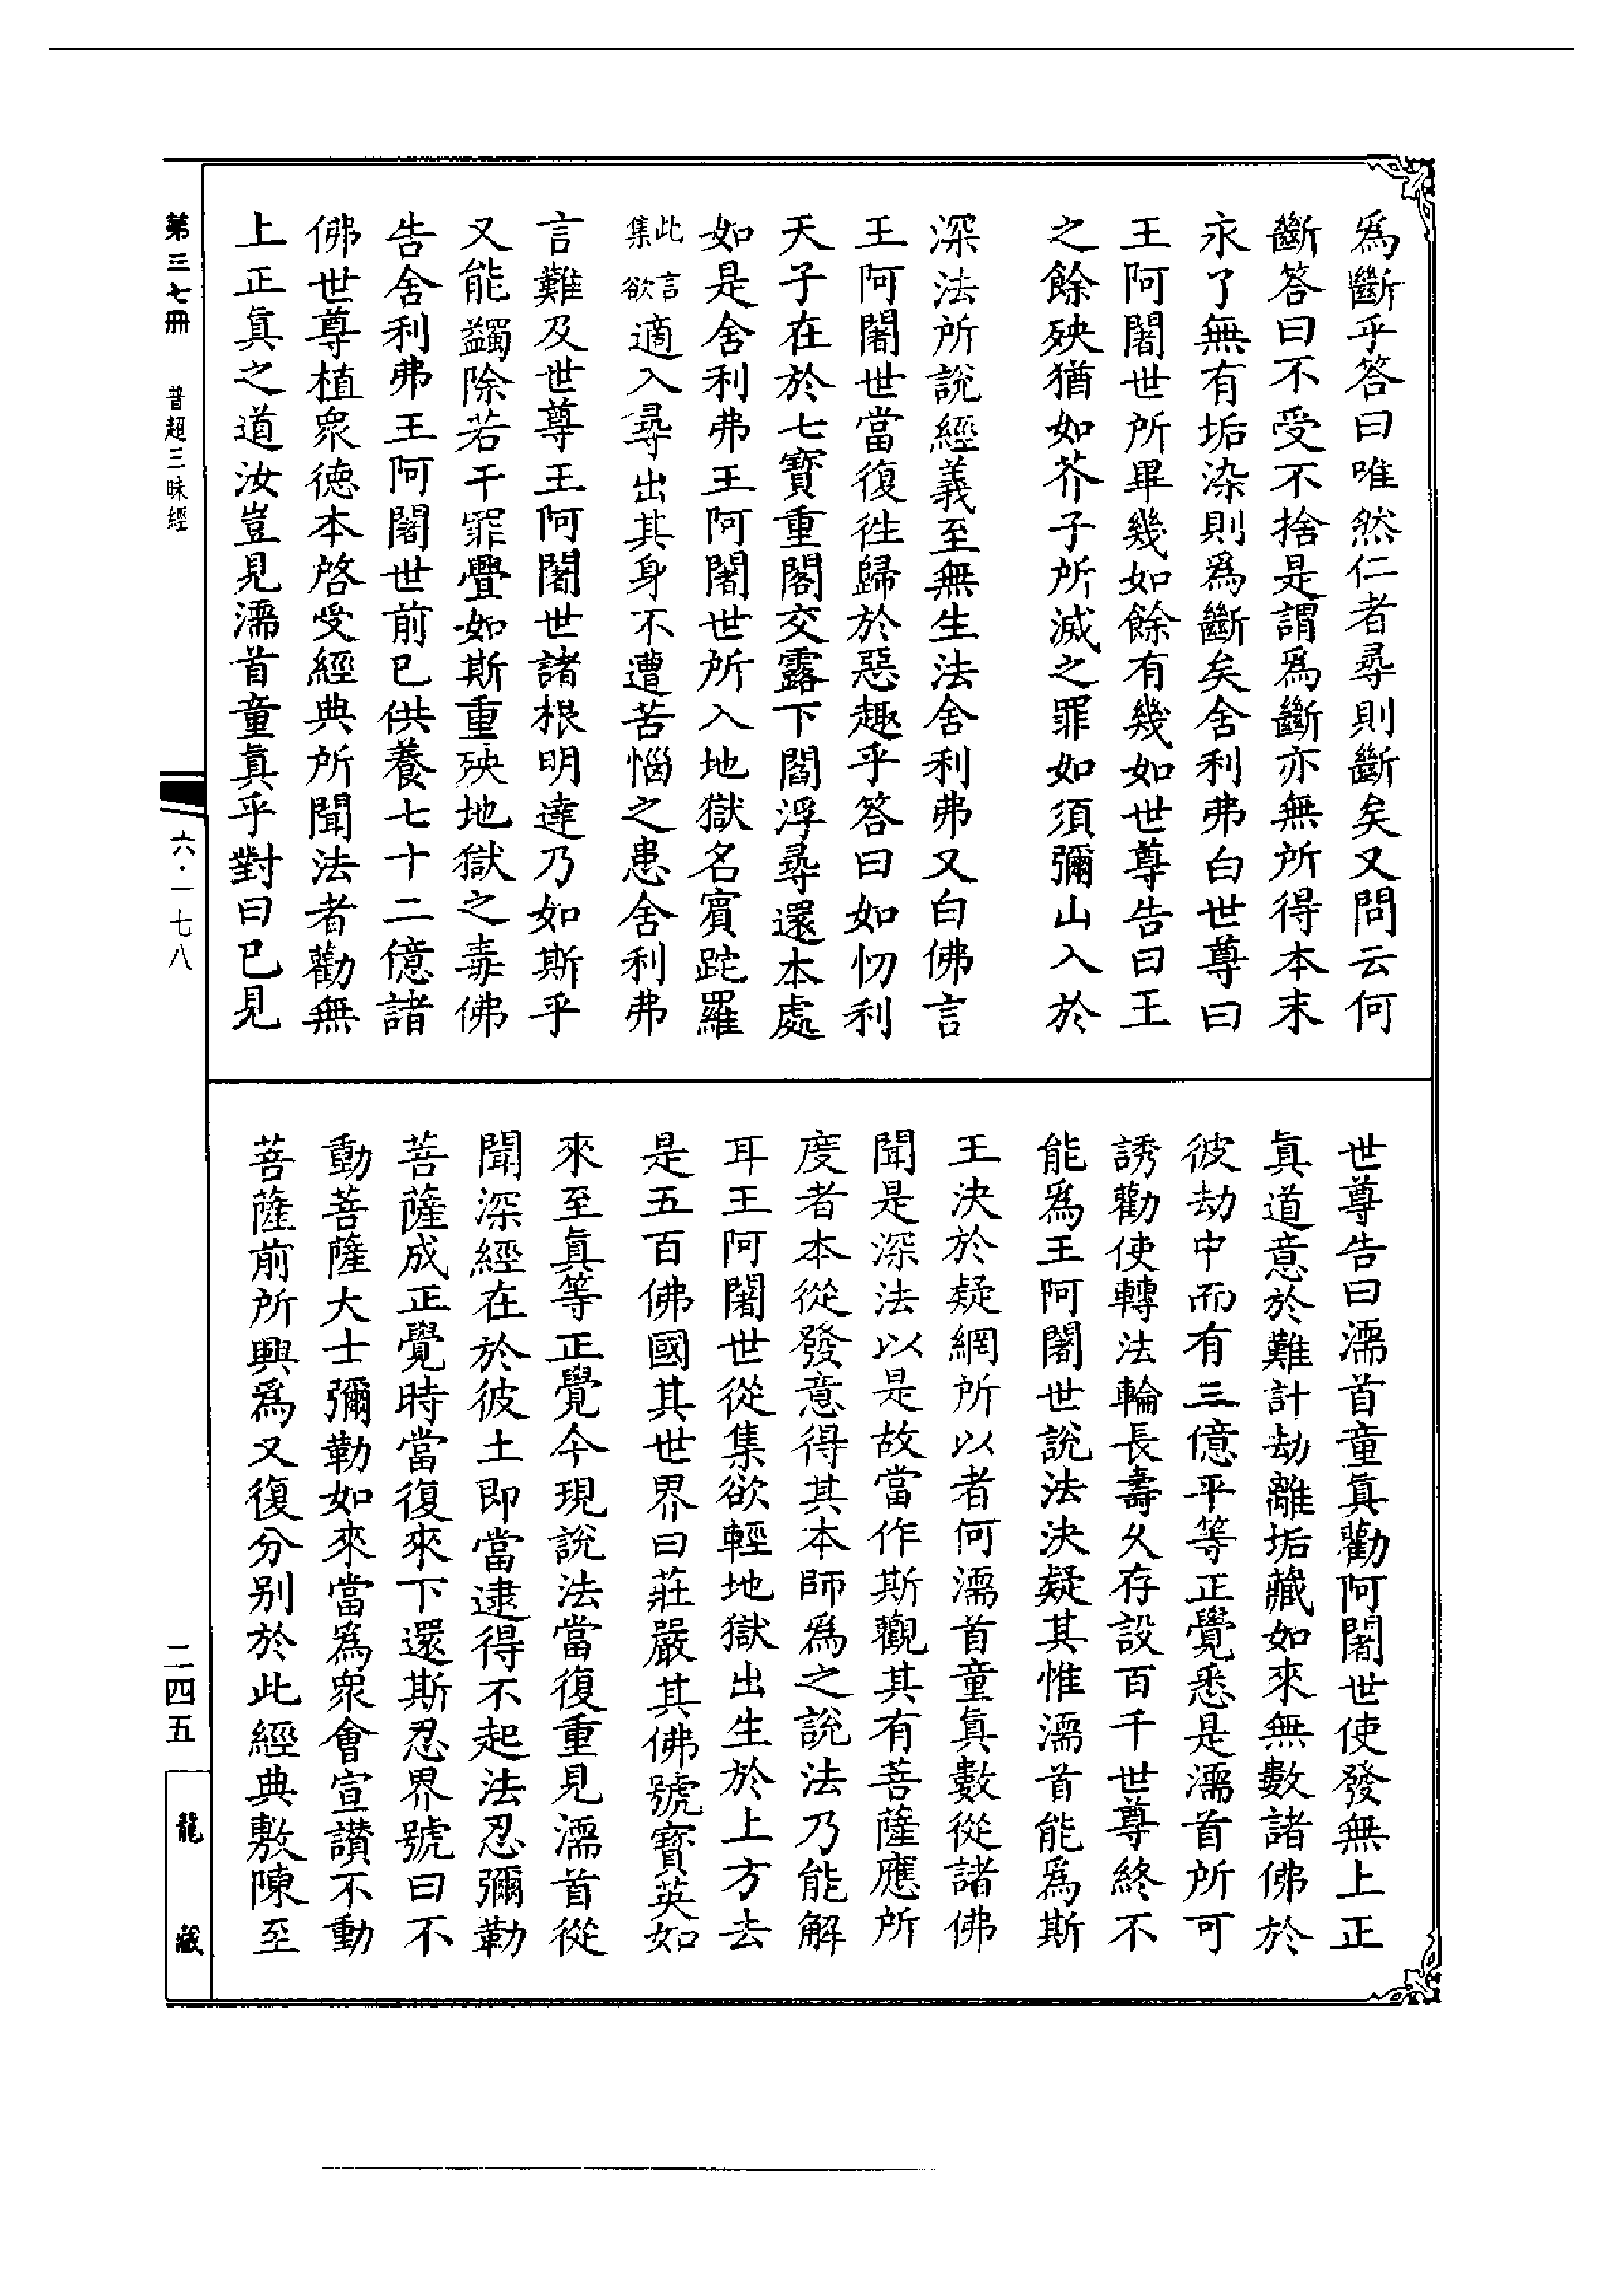 爲斷乎答曰唯然仁者尋則斷矣又問云何
斷答曰不受不捨是謂爲斷亦無所得本末
永了無有垢染則爲斷矣舍利弗白世尊曰
王阿闍世所畢幾如餘有幾如世尊告曰王
之餘殃猶如芥子所滅之罪如須彌山入於
深法所說經義至無生法舍利弗又白佛言
王阿闍世當復徃歸於惡趣乎答曰如忉利
天子在於七寶重閣交露下閻浮尋還本處
如是舍利弗王阿闍世所入地獄名賓跎羅
此言集欲適入尋出其身不遭苦惱之患舍利弗
言難及世尊王阿闍世諸根明達乃如斯乎
又能蠲除若干罪舋如斯重殃地獄之毒佛
告舍利弗王阿闍世前已供養七十二億諸
佛世尊植衆德本啓受經典所聞法者勸無
上正眞之道汝豈見濡首童眞乎對曰已見
世尊告曰濡首童眞勸阿闍世使發無上正
眞道意於難計劫離垢藏如來無數諸佛於
彼劫中而有三億平等正覺悉是濡首所可
誘勸使轉法輪長壽久存設百千世尊終不
能爲王阿闍世說法決疑其惟濡首能爲斯
王決於疑網所以者何濡首童眞數從諸佛
聞是深法以是故當作斯觀其有菩薩應所
度者本從發意得其本師爲之說法乃能解
耳王阿闍世從集欲輕地獄出生於上方去
是五百佛國其世界曰莊嚴其佛號寶英如
來至眞等正覺今現說法當復重見濡首從
聞深經在於彼土即當逮得不起法忍彌勒
菩薩成正覺時當復來下還斯忍界號曰不
動菩薩大士彌勒如來當爲衆會宣讃不動
菩薩前所興爲又復分别於此經典敷陳至
第三七冊
普超三昧經
六·一七八
二四五
龍藏